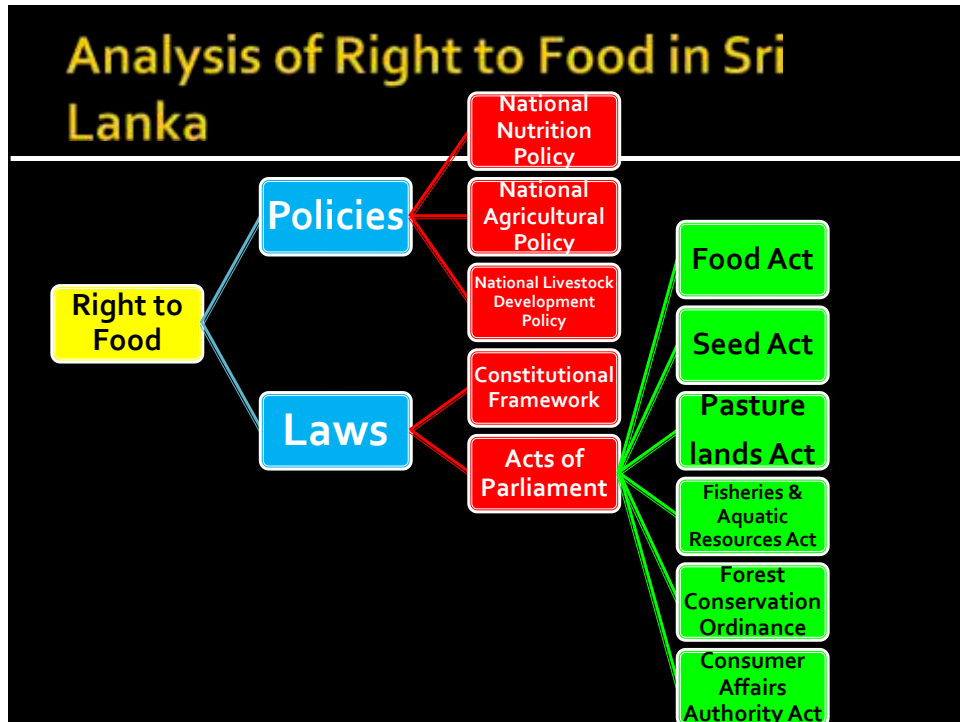 Analysis of Right to Food in Sri
Lanka
Right to
Food
Policies
Laws
National
Nutrition
Policy
National
Agricultural
Policy
National Livestock
Development
Policy
Constitutional
Framework
Acts of
Parliament
Food Act
Seed Act
Pasture
lands Act
Fisheries &
Aquatic
Resources Act
Forest
Conservation
Ordinance
Consumer
Affairs
Authority Act